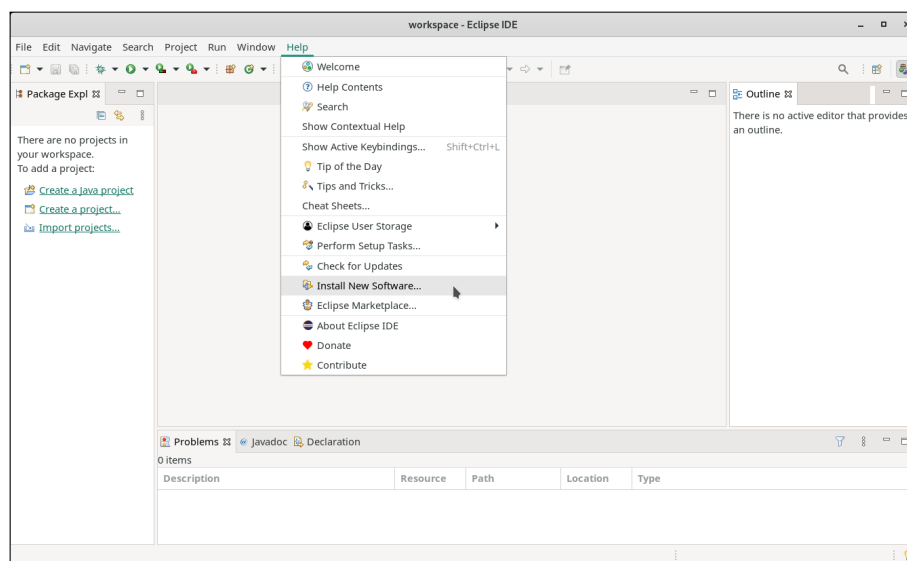 workspace - Eclipse IDE
File Edit Navigate Search Project Run Window Help
Package Expl
There are no projects in
your workspace.
To add a project:
Create a Java project
Create a project...
Import projects...
Welcome
Help Contents
Search
Show Contextual Help
Show Active Keybindings... Shift+Ctrl+L
Tip of the Day
Tips and Tricks...
Cheat Sheets...
Eclipse User Storage
Perform Setup Tasks...
Check for Updates
Install New Software...
Eclipse Marketplace...
About Eclipse IDE
Donate
Contribute
Outline
There is no active editor that provides
an outline.
Problems Javadoc Declaration
0 items
Description Resource Path Location Type